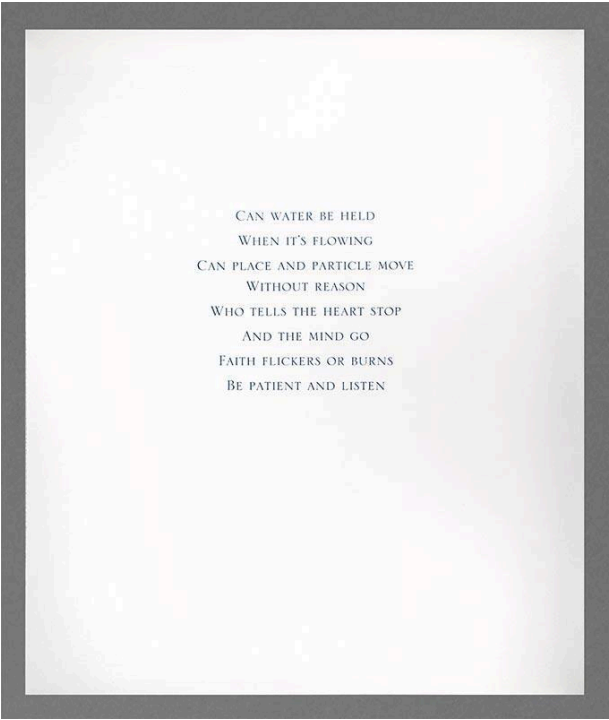 Can water be held
When it's flowing
Can place and particle move
Without reason
Who tells the heart stop
And the mind go
Faith flickers or burns
Be patient and listen